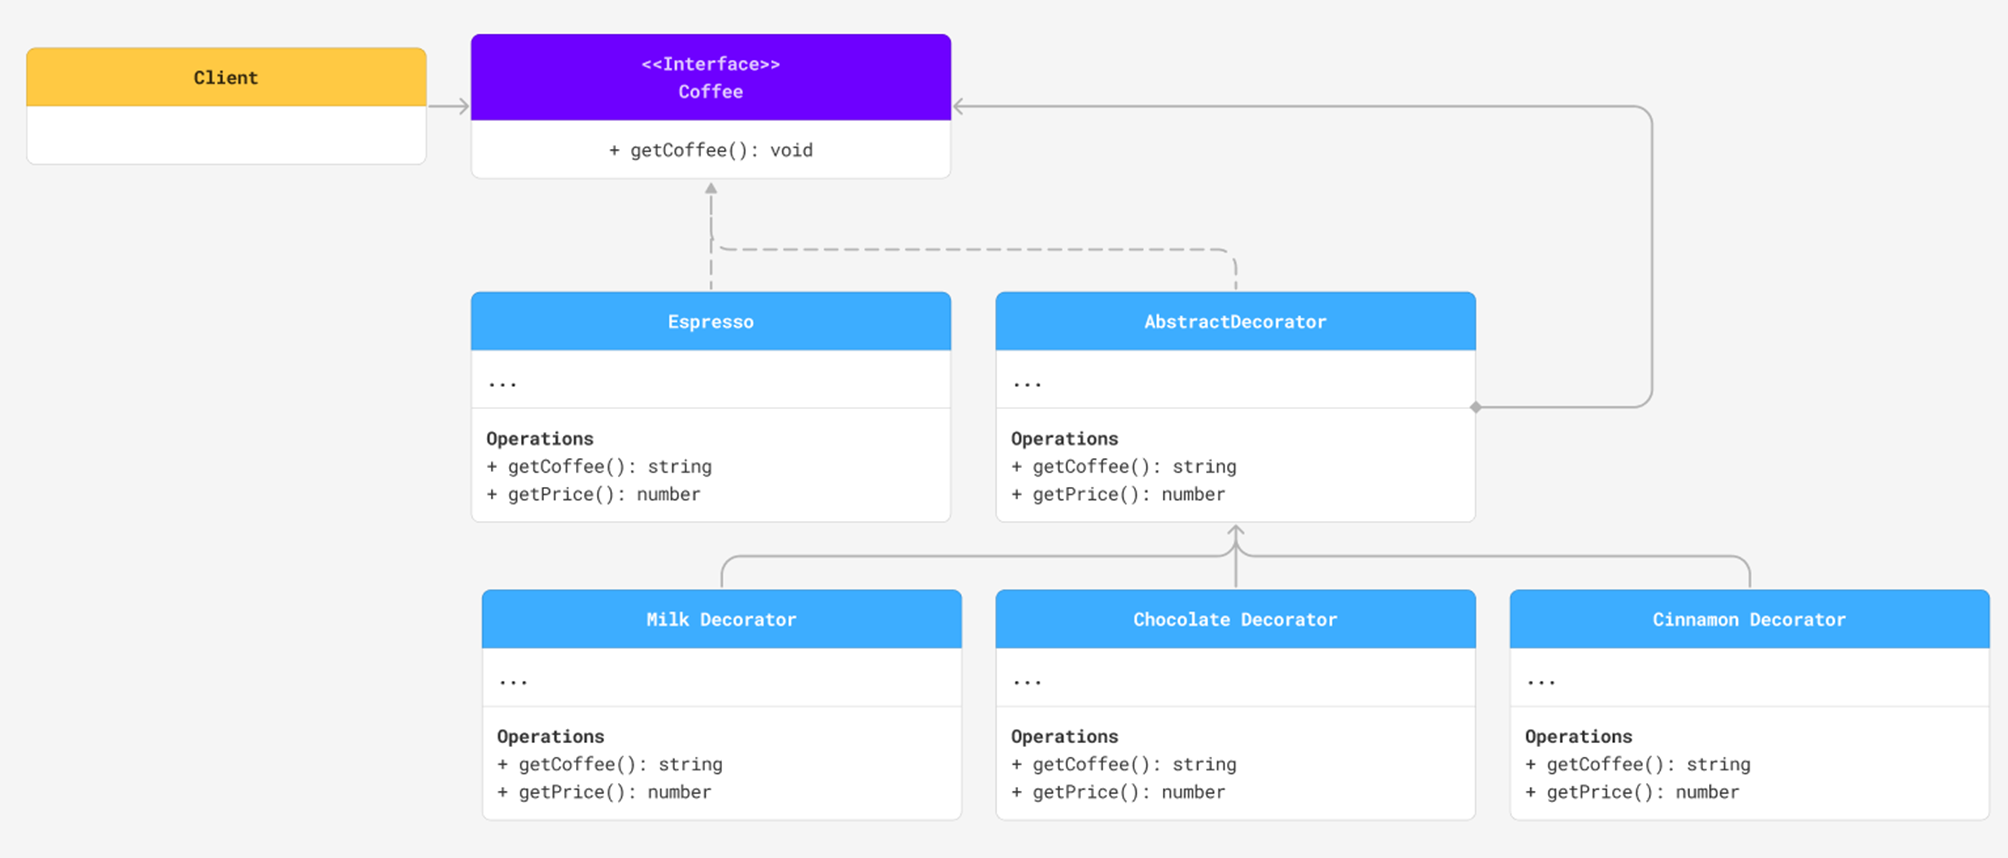 Client
<<Interface>>
Coffee
+ getCoffee(): void
Espresso
...
Operations
+ getCoffee(): string
+ getPrice(): number
AbstractDecorator
...
Operations
+ getCoffee(): string
+ getPrice(): number
Milk Decorator
...
Operations
+ getCoffee(): string
+ getPrice(): number
Chocolate Decorator
...
Operations
+ getCoffee(): string
+ getPrice(): number
Cinnamon Decorator
...
Operations
+ getCoffee(): string
+ getPrice(): number